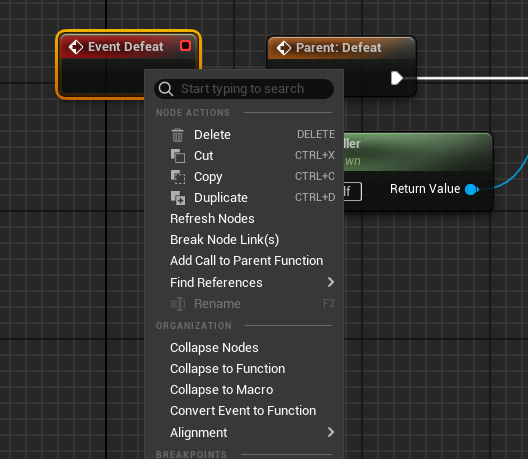 Event Defeat
Parent: Defeat
Start typing to search
NODE ACTIONS
Delete DELETE
Cut CTRL+X
Copy CTRL+C
Duplicate CTRL+D
Refresh Nodes
Break Node Link(s)
Add Call to Parent Function
Find References
Rename F2
ORGANIZATION
Collapse Nodes
Collapse to Function
Collapse to Macro
Convert Event to Function
Alignment
BREAKPOINTS
ller
wn
lf
Return Value